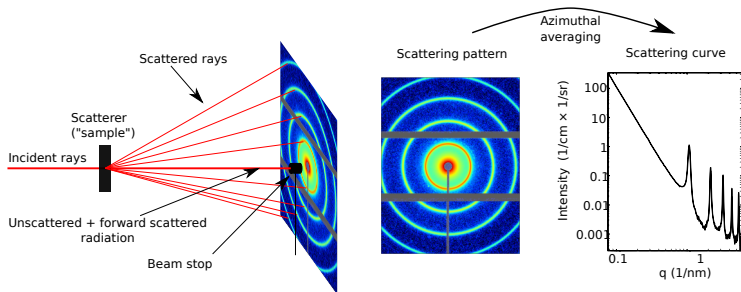 Azimuthal
averaging
Scattered rays
Scattering pattern
Scattering curve
Scatterer
("sample")
Incident rays
Unscattered + forward scattered
radiation
Beam stop
Intensity (1/cm × 1/sr)
100
10
1
0.1
0.01
0.001
0.1
1
q (1/nm)